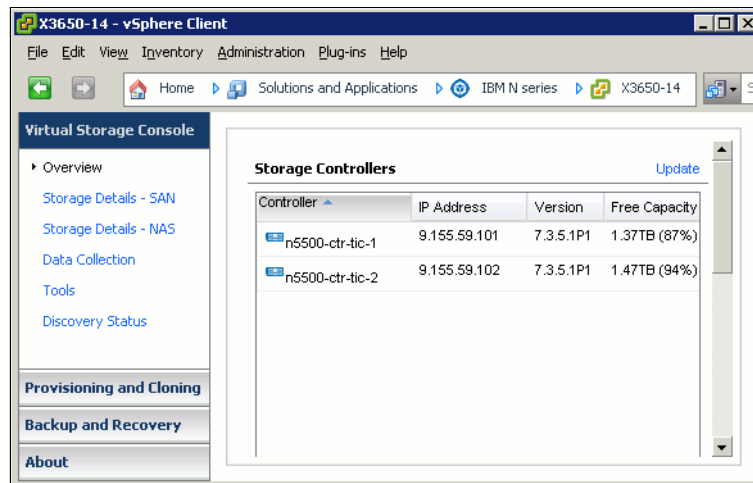 X3650-14 - vSphere Client
File Edit View Inventory Administration Plug-ins Help
Home Solutions and Applications IBM N series X3650-14
Virtual Storage Console
Overview
Storage Details - SAN
Storage Details - NAS
Data Collection
Tools
Discovery Status
Provisioning and Cloning
Backup and Recovery
About
Storage Controllers Update
Controller IP Address Version Free Capacity
n5500-ctr-tic-1 9.155.59.101 7.3.5.1P1 1.37TB (87%)
n5500-ctr-tic-2 9.155.59.102 7.3.5.1P1 1.47TB (94%)